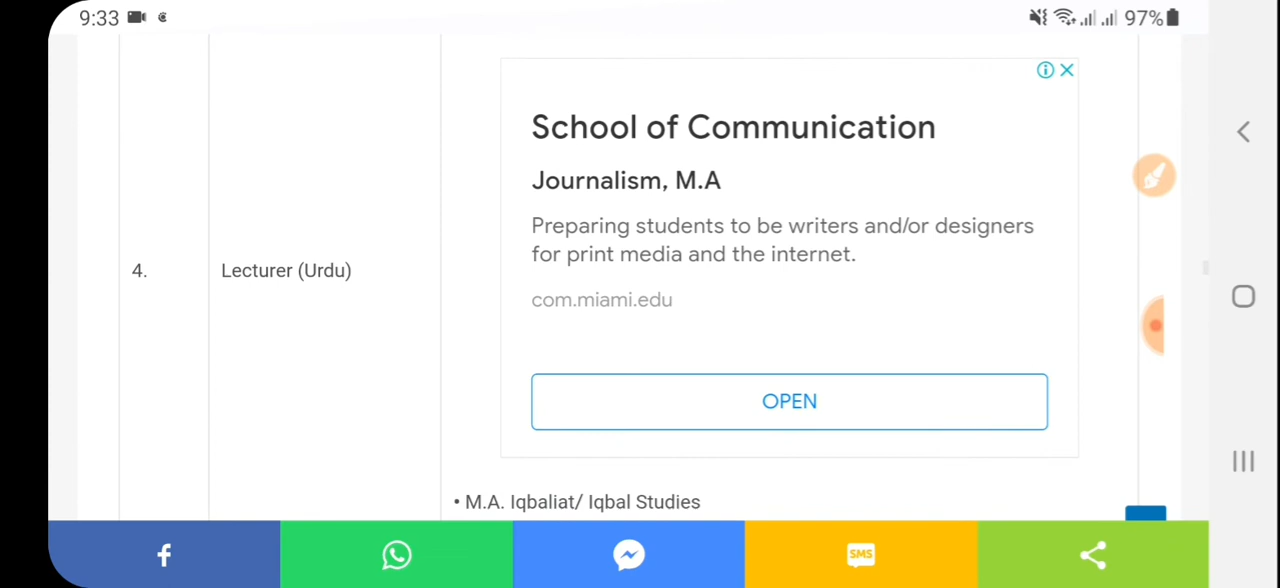 9:33
97%
School of Communication
Journalism, M.A
Preparing students to be writers and/or designers
for print media and the internet.
4.
Lecturer (Urdu)
com.miami.edu
OPEN
• M.A. Iqbaliat/ Iqbal Studies
SMS